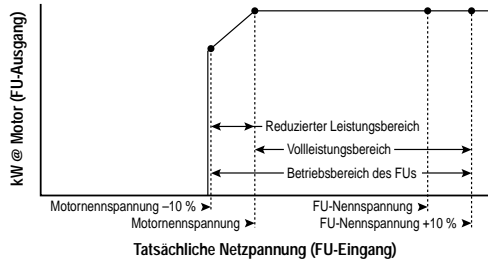 kW @ Motor (FU-Ausgang)
Reduzierter Leistungsbereich
Vollleistungsbereich
Betriebsbereich des FUs
Motornennspannung –10 %
FU-Nennspannung
Motornennspannung
FU-Nennspannung +10 %
Tatsächliche Netzpannung (FU-Eingang)